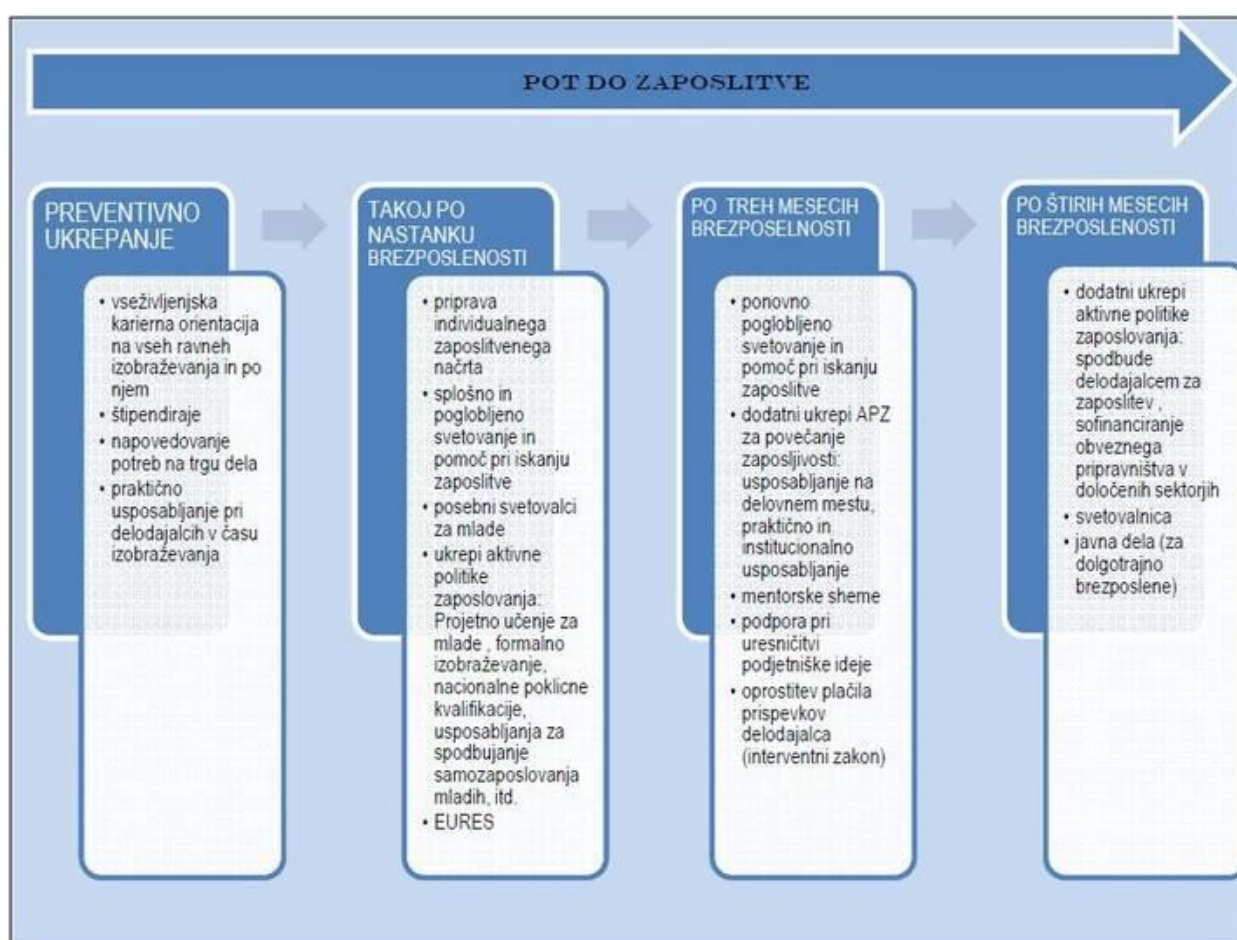 POT DO ZAPOSLITVE
PREVENTIVNO
UKREPANJE
• vseživljenjska
karierna orientacija
na vseh ravneh
izobraževanja in po
njem
• štipendiraje
• napovedovanje
potreb na trgu dela
• praktično
usposabljanje pri
delodajalcih v času
izobraževanja
TAKOJ PO
NASTANKU
BREZPOSLENOSTI
• priprava
individualnega
zaposlitvenega
načrta
• splošno in
poglobljeno
svetovanje in
pomoč pri iskanju
zaposlitve
• posebni svetovalci
za mlade
• ukrepi aktivne
politike
zaposlovanja:
Projetno učenje za
mlade , formalno
izobraževanje,
nacionalne poklicne
kvalifikacije,
usposabljanja za
spodbujanje
samozaposlovanja
mladih, itd.
• EURES
PO TREH MESECIH
BREZPOSELNOSTI
• ponovno
poglobljeno
svetovanje in
pomoč pri iskanju
zaposlitve
• dodatni ukrepi APZ
za povečanje
zaposljivosti:
usposabljanje na
delovnem mestu,
praktično in
institucionalno
usposabljanje
• mentorske sheme
• podpora pri
uresničitvi
podjetniške ideje
• oprostitev plačila
prispevkov
delodajalca
(interventni zakon)
PO ŠTIRIH MESECIH
BREZPOSLENOSTI
• dodatni ukrepi
aktivne politike
zaposlovanja:
spodbude
delodajalcem za
zaposlitev ,
sofinanciranje
obveznega
pripravništva v
določenih sektorjih
• svetovalnica
• javna dela (za
dolgotrajno
brezposlene)